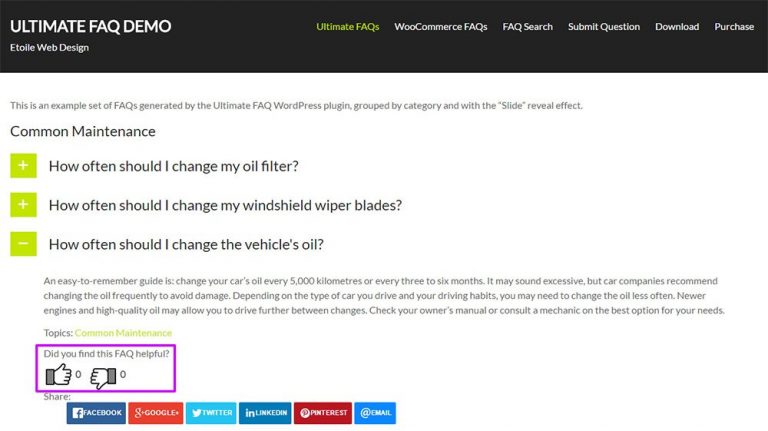 ULTIMATE FAQ DEMO
Etoile Web Design
Ultimate FAQs WooCommerce FAQs FAQ Search Submit Question Download Purchase
This is an example set of FAQs generated by the Ultimate FAQ WordPress plugin, grouped by category and with the “Slide” reveal effect.
Common Maintenance
+ How often should I change my oil filter?
+ How often should I change my windshield wiper blades?
− How often should I change the vehicle's oil?
An easy-to-remember guide is: change your car’s oil every 5,000 kilometres or every three to six months. It may sound excessive, but car companies recommend
changing the oil frequently to avoid damage. Depending on the type of car you drive and your driving habits, you may need to change the oil less often. Newer
engines and high-quality oil may allow you to drive further between changes. Check your owner’s manual or consult a mechanic on the best option for your needs.
Topics: Common Maintenance
Did you find this FAQ helpful?
0 0
Share:
FACEBOOK GOOGLE+ TWITTER LINKEDIN PINTEREST EMAIL